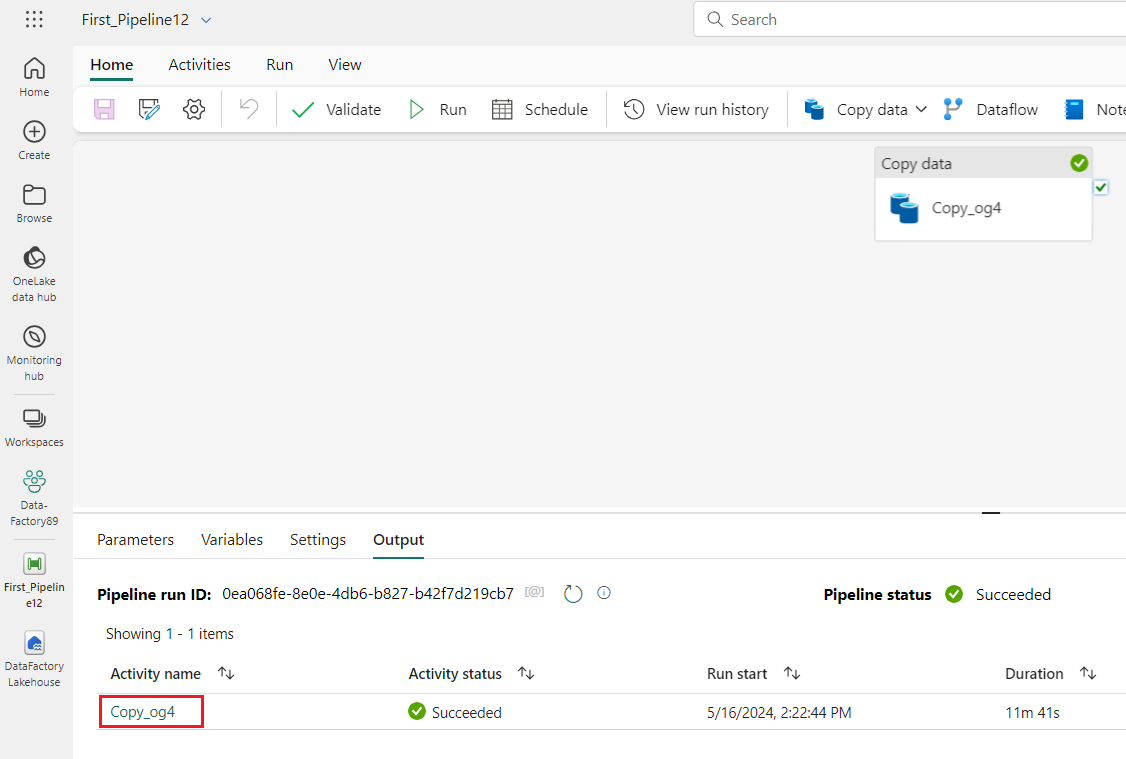 First_Pipeline12
Search
Home
Activities
Run
View
Validate
Run
Schedule
View run history
Copy data
Dataflow
Note
Home
Create
Browse
OneLake
data hub
Monitoring
hub
Workspaces
Data-
Factory89
First_Pipelin
e12
DataFactory
Lakehouse
Copy data
Copy_og4
Parameters
Variables
Settings
Output
Pipeline run ID: 0ea068fe-8e0e-4db6-b827-b42f7d219cb7 [@]
Pipeline status Succeeded
Showing 1 - 1 items
Activity name
Activity status
Run start
Duration
Copy_og4
Succeeded
5/16/2024, 2:22:44 PM
11m 41s